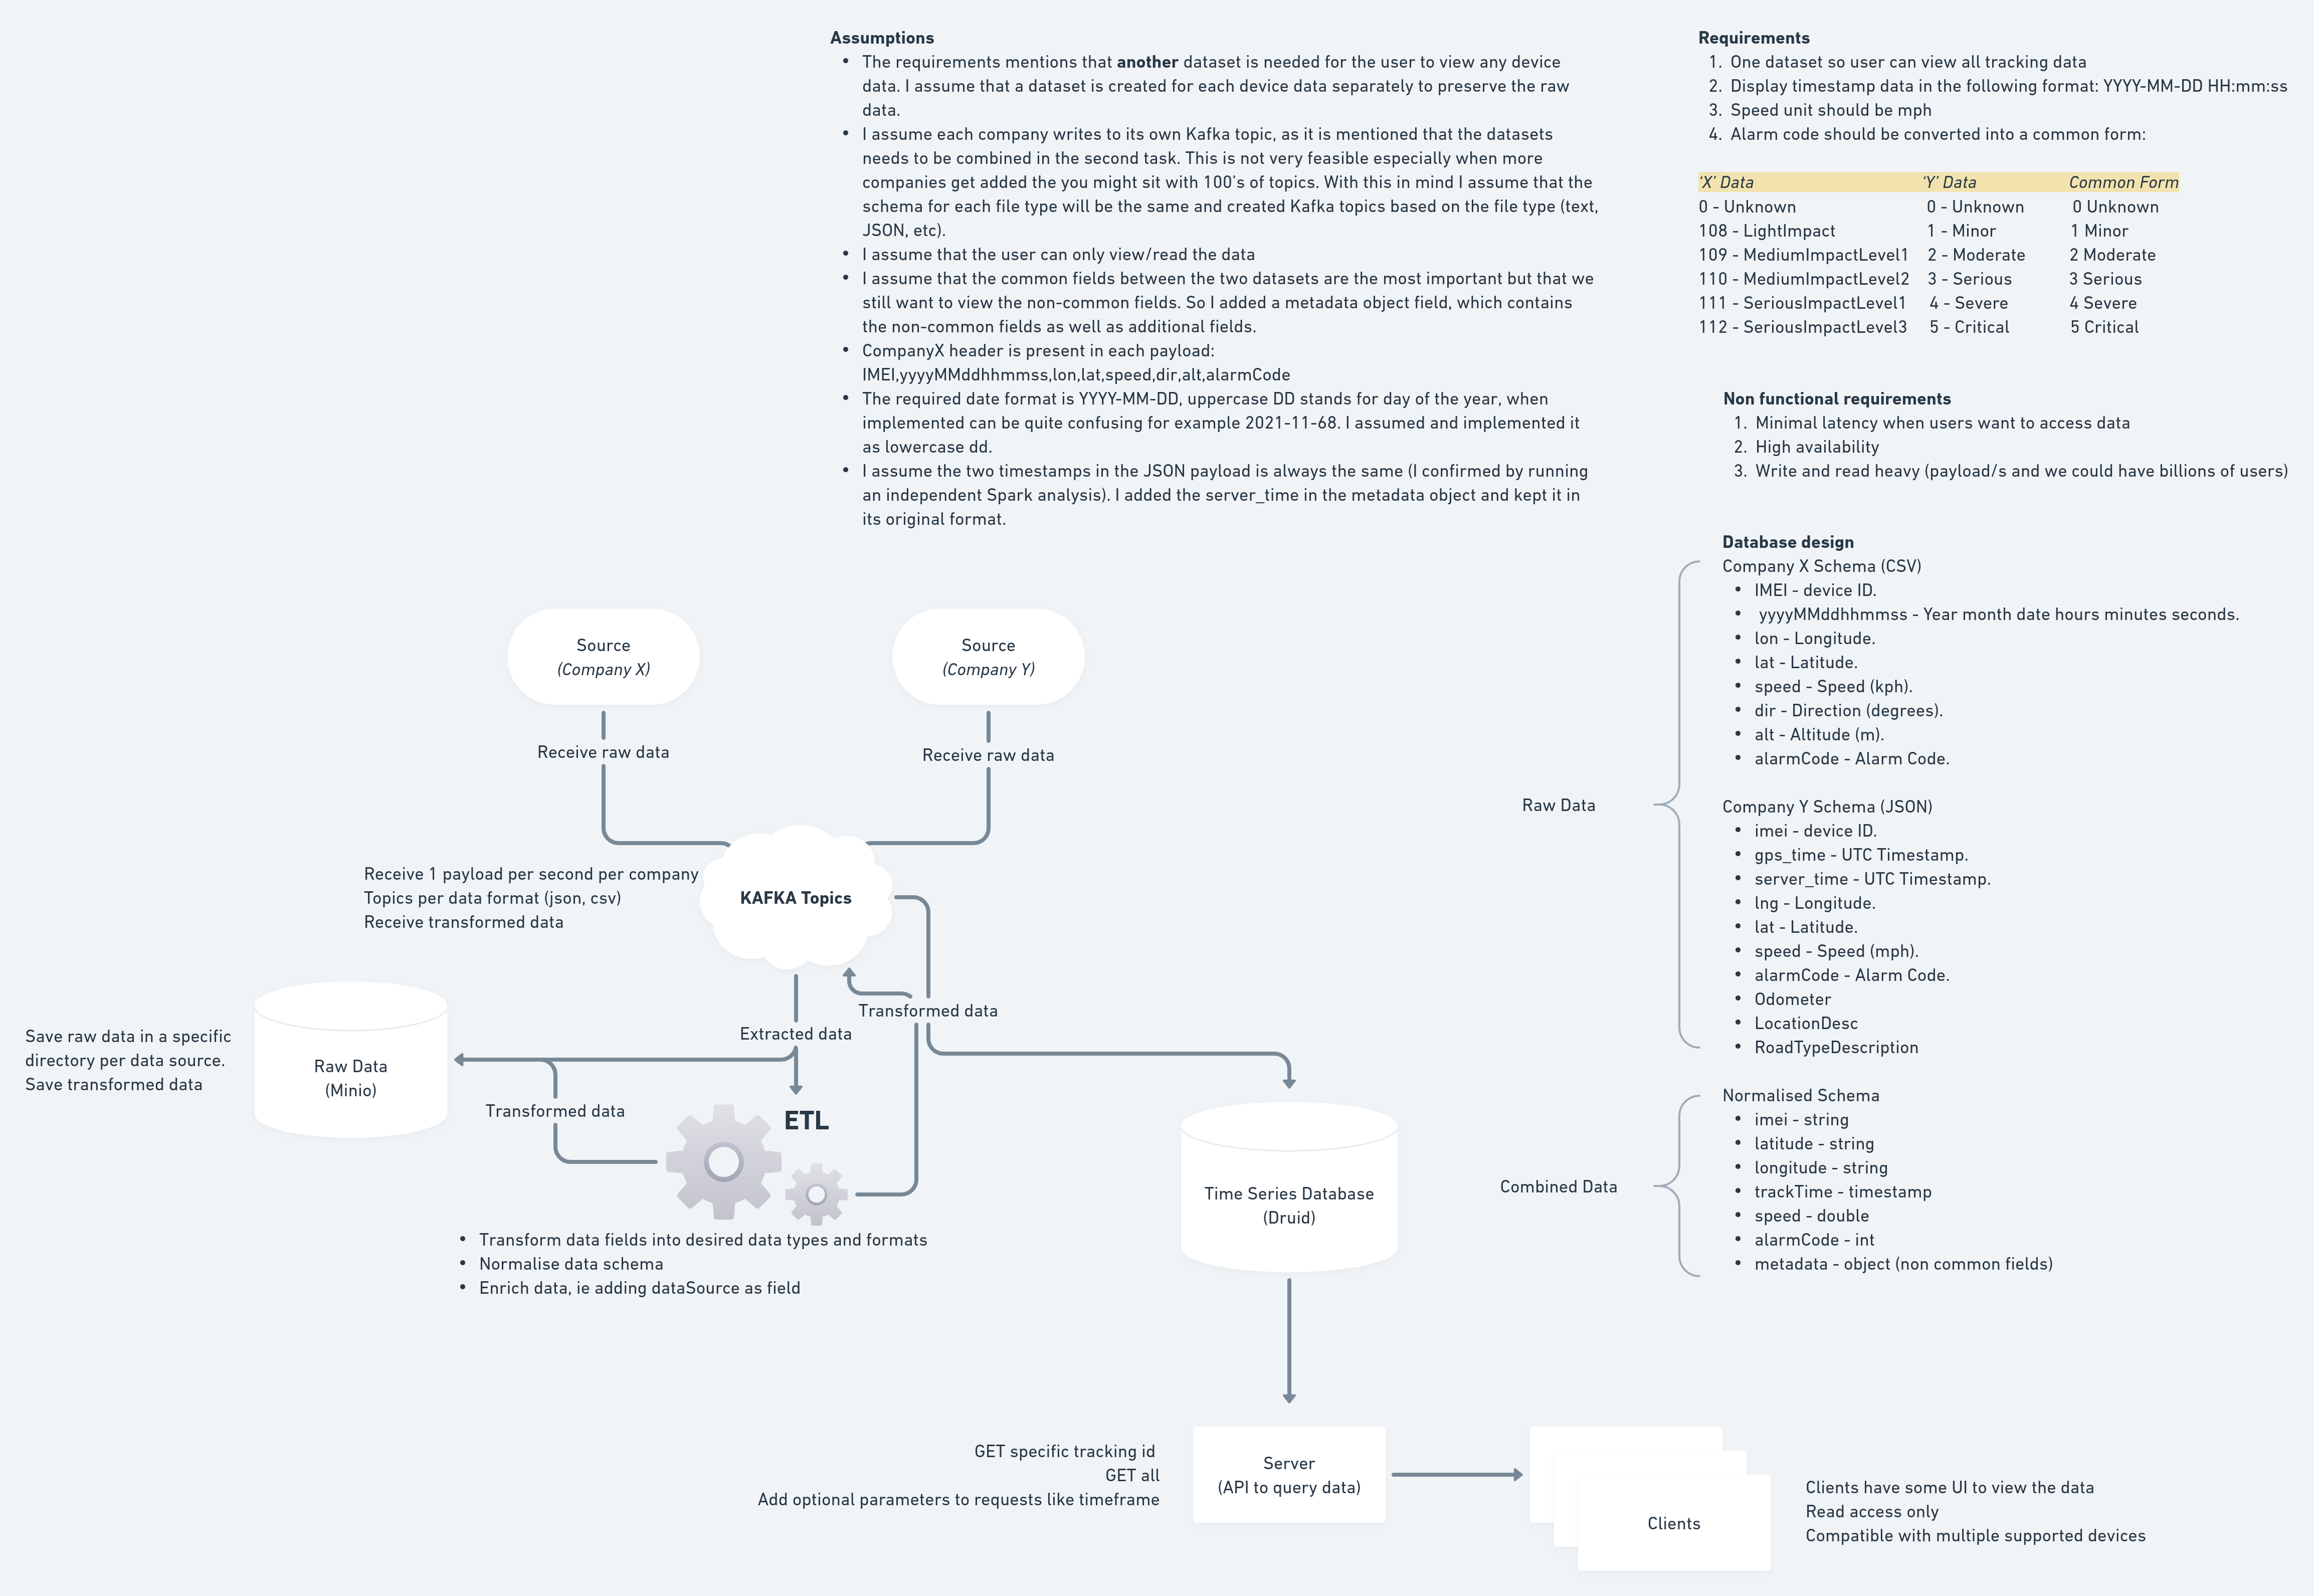 Assumptions
• The requirements mentions that another dataset is needed for the user to view any device
data. I assume that a dataset is created for each device data separately to preserve the raw
data.
• I assume each company writes to its own Kafka topic, as it is mentioned that the datasets
needs to be combined in the second task. This is not very feasible especially when more
companies get added the you might sit with 100's of topics. With this in mind I assume that the
schema for each file type will be the same and created Kafka topics based on the file type (text,
JSON, etc).
• I assume that the user can only view/read the data
• I assume that the common fields between the two datasets are the most important but that we
still want to view the non-common fields. So I added a metadata object field, which contains
the non-common fields as well as additional fields.
• CompanyX header is present in each payload:
IMEI,yyyyMMddhhmmss,lon,lat,speed,dir,alt,alarmCode
• The required date format is YYYY-MM-DD, uppercase DD stands for day of the year, when
implemented can be quite confusing for example 2021-11-68. I assumed and implemented it
as lowercase dd.
• I assume the two timestamps in the JSON payload is always the same (I confirmed by running
an independent Spark analysis). I added the server_time in the metadata object and kept it in
its original format.
Requirements
1. One dataset so user can view all tracking data
2. Display timestamp data in the following format: YYYY-MM-DD HH:mm:ss
3. Speed unit should be mph
4. Alarm code should be converted into a common form:
'X' Data 'Y' Data Common Form
0 - Unknown 0 - Unknown 0 Unknown
108 - LightImpact 1 - Minor 1 Minor
109 - MediumImpactLevel1 2 - Moderate 2 Moderate
110 - MediumImpactLevel2 3 - Serious 3 Serious
111 - SeriousImpactLevel1 4 - Severe 4 Severe
112 - SeriousImpactLevel3 5 - Critical 5 Critical
Non functional requirements
1. Minimal latency when users want to access data
2. High availability
3. Write and read heavy (payload/s and we could have billions of users)
Database design
Company X Schema (CSV)
• IMEI - device ID.
• yyyyMMddhhmmss - Year month date hours minutes seconds.
• lon - Longitude.
• lat - Latitude.
• speed - Speed (kph).
• dir - Direction (degrees).
• alt - Altitude (m).
• alarmCode - Alarm Code.
Raw Data
Company Y Schema (JSON)
• imei - device ID.
• gps_time - UTC Timestamp.
• server_time - UTC Timestamp.
• lng - Longitude.
• lat - Latitude.
• speed - Speed (mph).
• alarmCode - Alarm Code.
• Odometer
• LocationDesc
• RoadTypeDescription
Normalised Schema
• imei - string
• latitude - string
• longitude - string
• trackTime - timestamp
• speed - double
• alarmCode - int
• metadata - object (non common fields)
Combined Data
Source
(Company X)
Source
(Company Y)
Receive raw data
Receive raw data
Receive 1 payload per second per company
Topics per data format (json, csv)
Receive transformed data
KAFKA Topics
Transformed data
Extracted data
Save raw data in a specific
directory per data source.
Save transformed data
Raw Data
(Minio)
Transformed data
ETL
• Transform data fields into desired data types and formats
• Normalise data schema
• Enrich data, ie adding dataSource as field
Time Series Database
(Druid)
GET specific tracking id
GET all
Add optional parameters to requests like timeframe
Server
(API to query data)
Clients
Clients have some UI to view the data
Read access only
Compatible with multiple supported devices